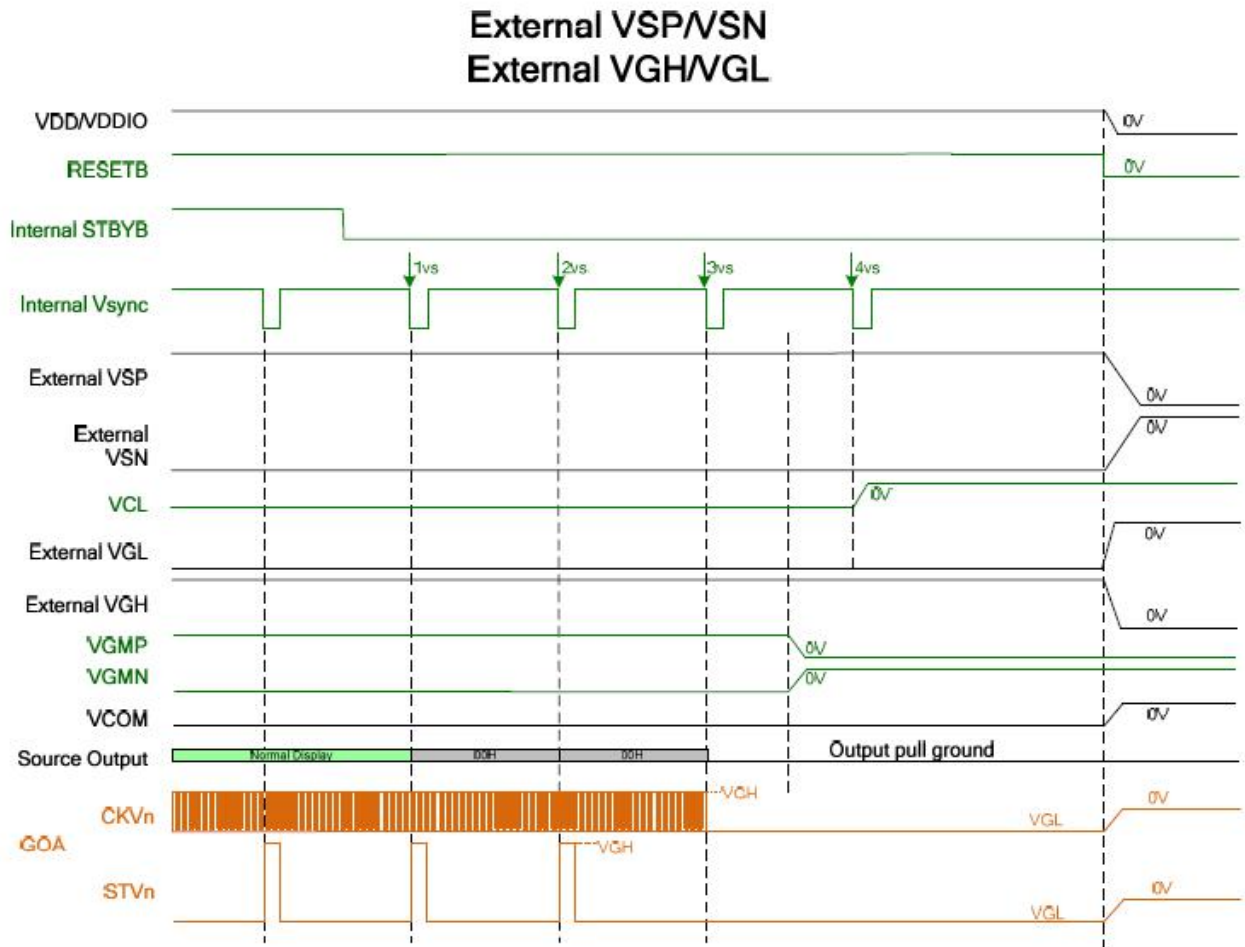 External VSP/VSN
External VGH/VGL
VDD/VDDIO
0V
RESETB
0V
Internal STBYB
1vs
2vs
3vs
4vs
Internal Vsync
External VSP
0V
External
VSN
0V
VCL
0V
External VGL
0V
External VGH
0V
VGMP
0V
VGMN
0V
VCOM
0V
Source Output
Normal Display
00H
00H
Output pull ground
CKVn
VGH
VGL
0V
GOA
VGH
STVn
VGL
0V